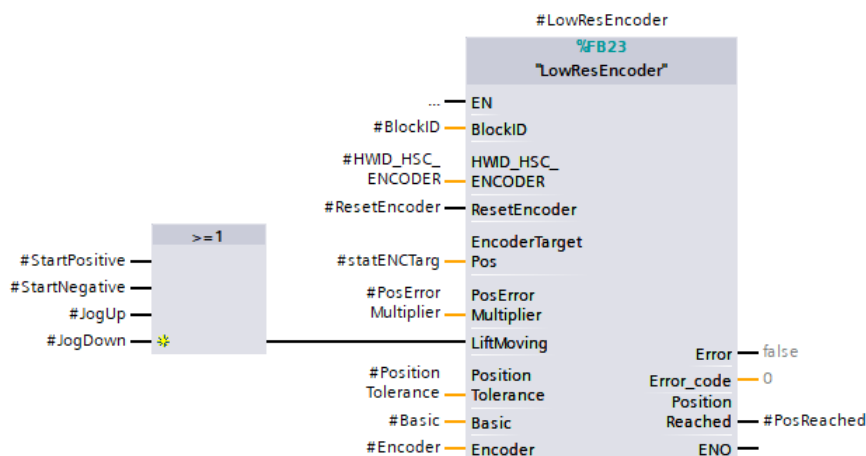 #LowResEncoder
%FB23
"LowResEncoder"
... EN
#BlockID BlockID
#HWID_HSC_ HWID_HSC_
ENCODER ENCODER
#ResetEncoder ResetEncoder
>=1
EncoderTarget
#StartPositive #statENCTarg Pos
#StartNegative #PosError PosError
#JogUp Multiplier Multiplier
#JogDown LiftMoving
Error false
#Position Position
Tolerance Tolerance
Error_code 0
Position
#Basic Basic
Reached #PosReached
#Encoder Encoder
ENO